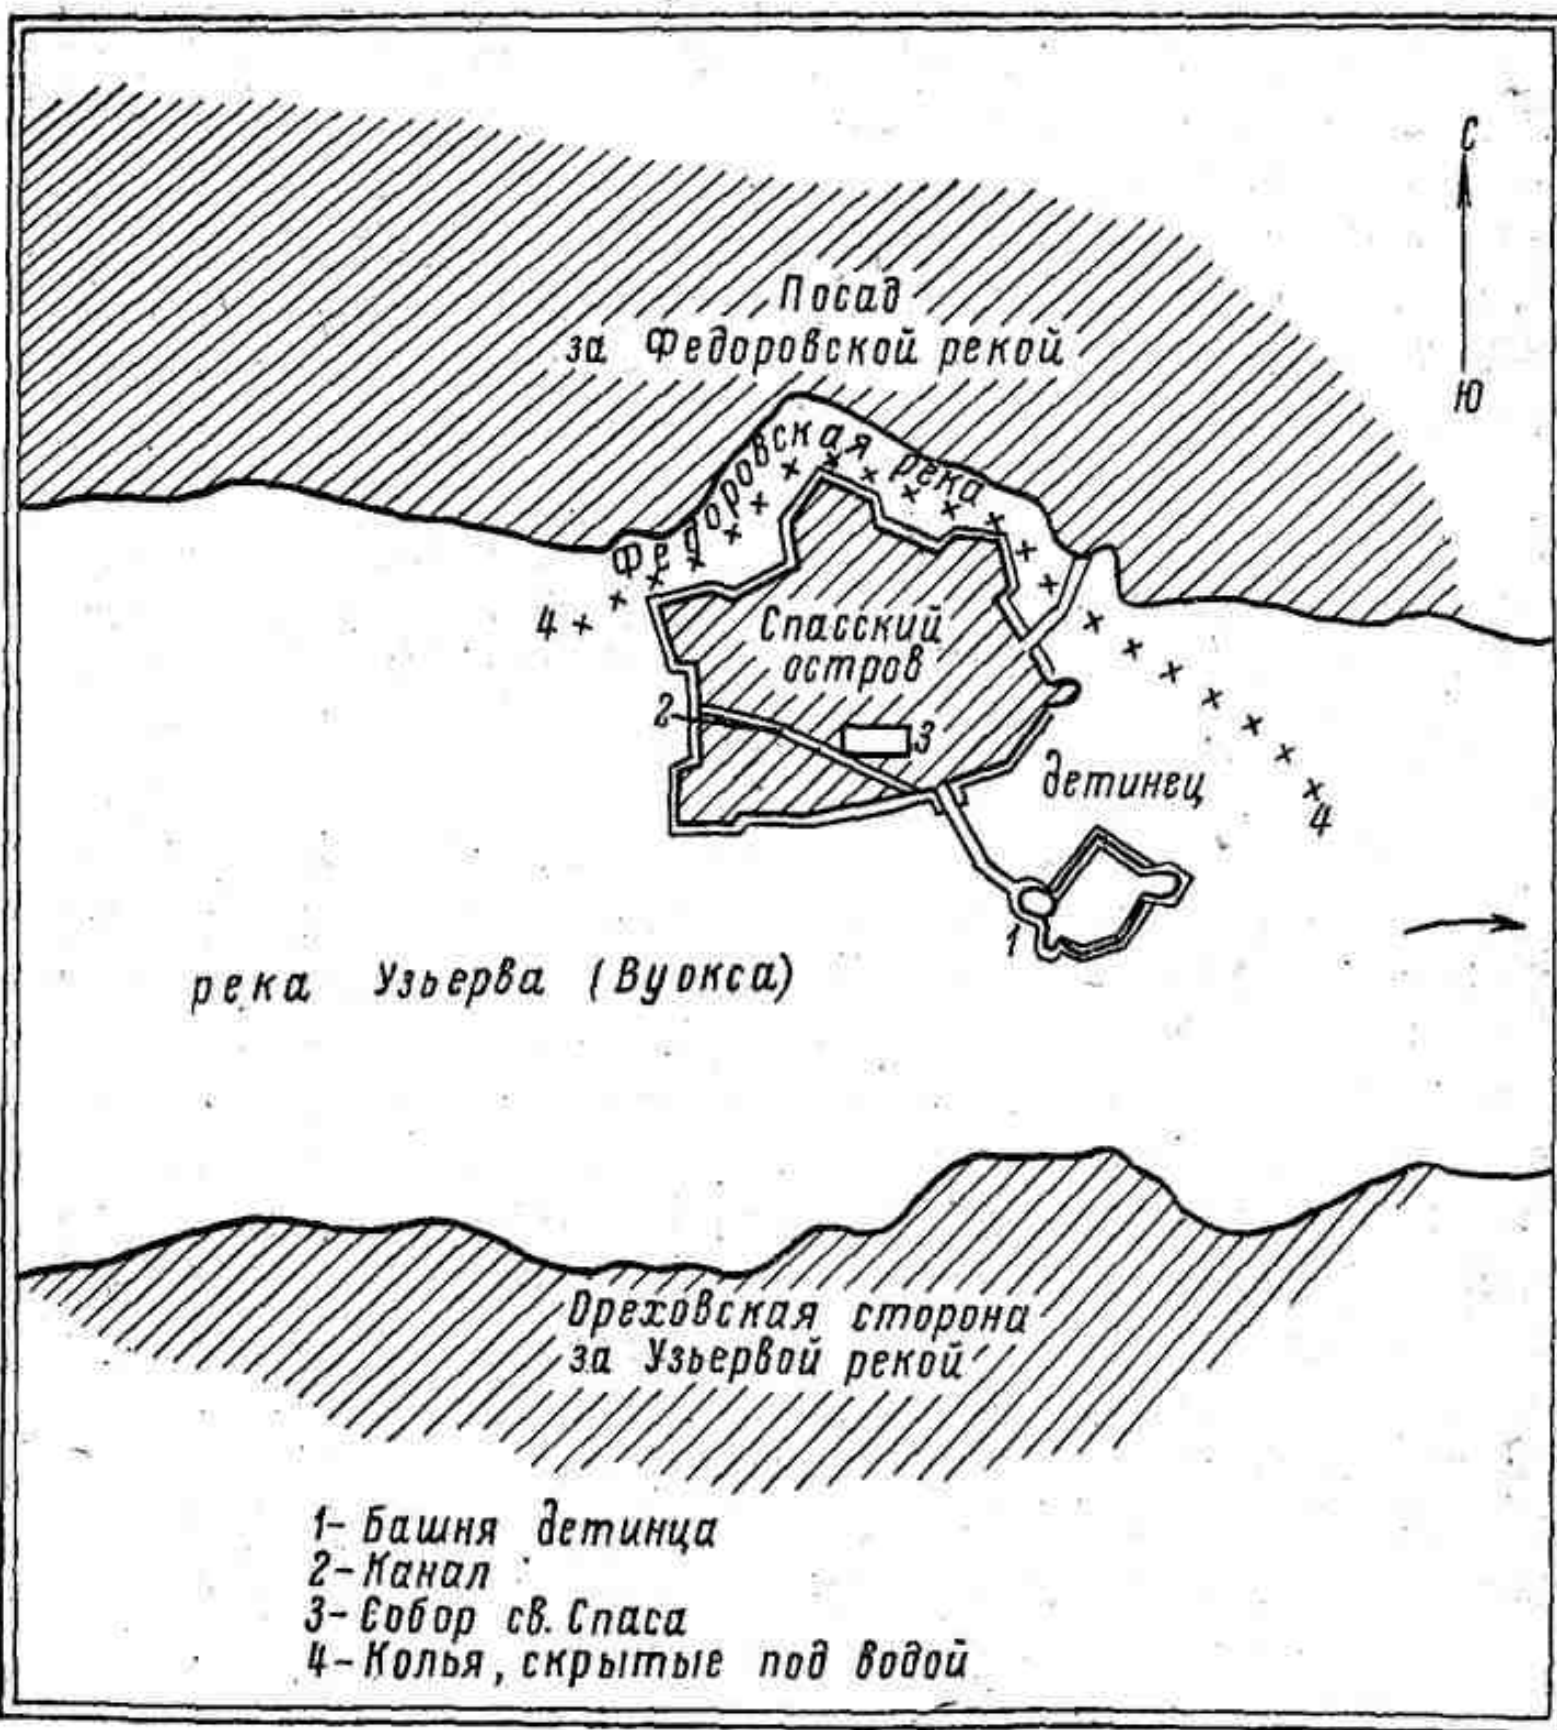 С
Посад
за Федоровской рекой
Ю
Федоровская река
4
Спасский
остров
2
3
детинец
4
1
река Узьерва (Вуокса)
Ореховская сторона
за Узьервой рекой
1- Башня детинца
2- Канал
3- Собор св. Спаса
4- Колья, скрытые под водой